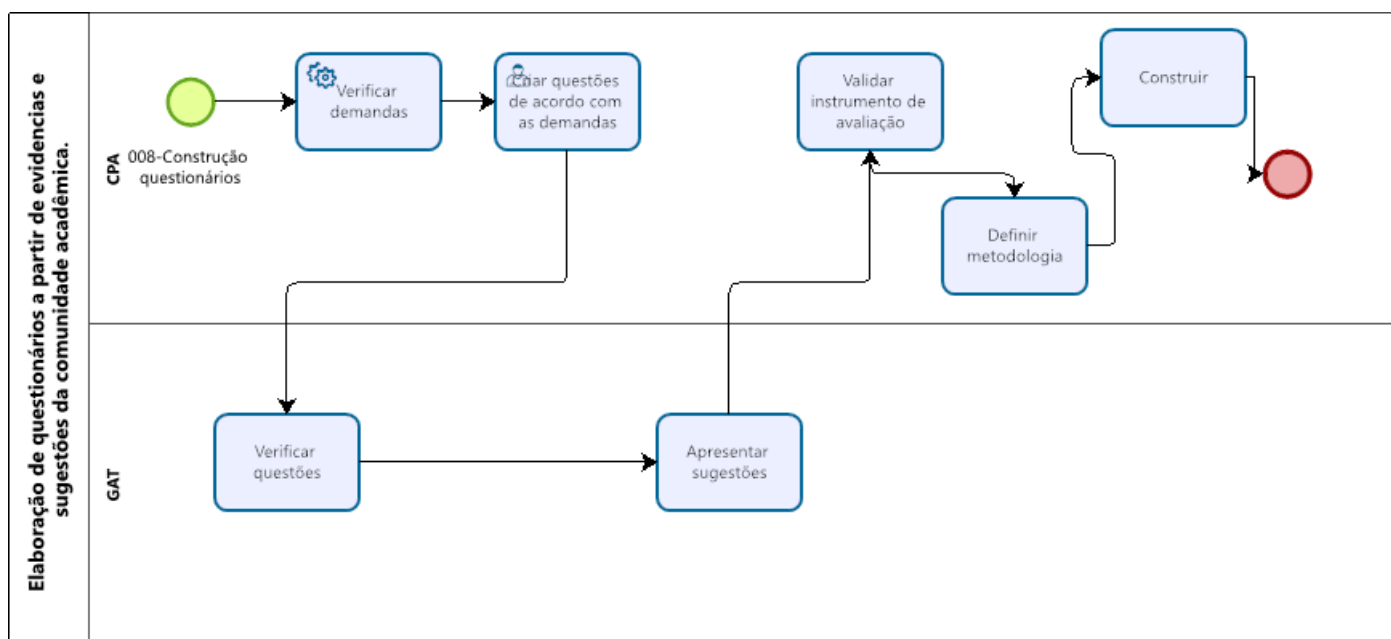 Elaboração de questionários a partir de evidencias e
sugestões da comunidade acadêmica.
CPA
008-Construção
questionários
Verificar
demandas
Criar questões
de acordo com
as demandas
Validar
instrumento de
avaliação
Definir
metodologia
Construir
GAT
Verificar
questões
Apresentar
sugestões